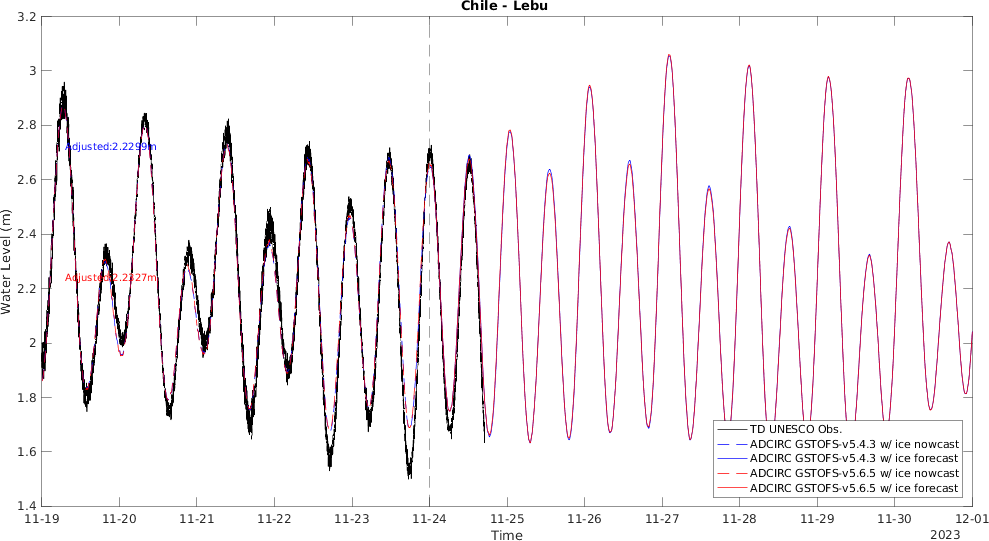 Chile - Lebu
3.2
3
2.8
2.6
2.4
2.2
2
1.8
1.6
1.4
Water Level (m)
Adjusted:2.2299m
Adjusted:2.2327m
TD UNESCO Obs.
ADCIRC GSTOFS-v5.4.3 w/ ice nowcast
ADCIRC GSTOFS-v5.4.3 w/ ice forecast
ADCIRC GSTOFS-v5.6.5 w/ ice nowcast
ADCIRC GSTOFS-v5.6.5 w/ ice forecast
11-19 11-20 11-21 11-22 11-23 11-24 11-25 11-26 11-27 11-28 11-29 11-30 12-01
Time
2023